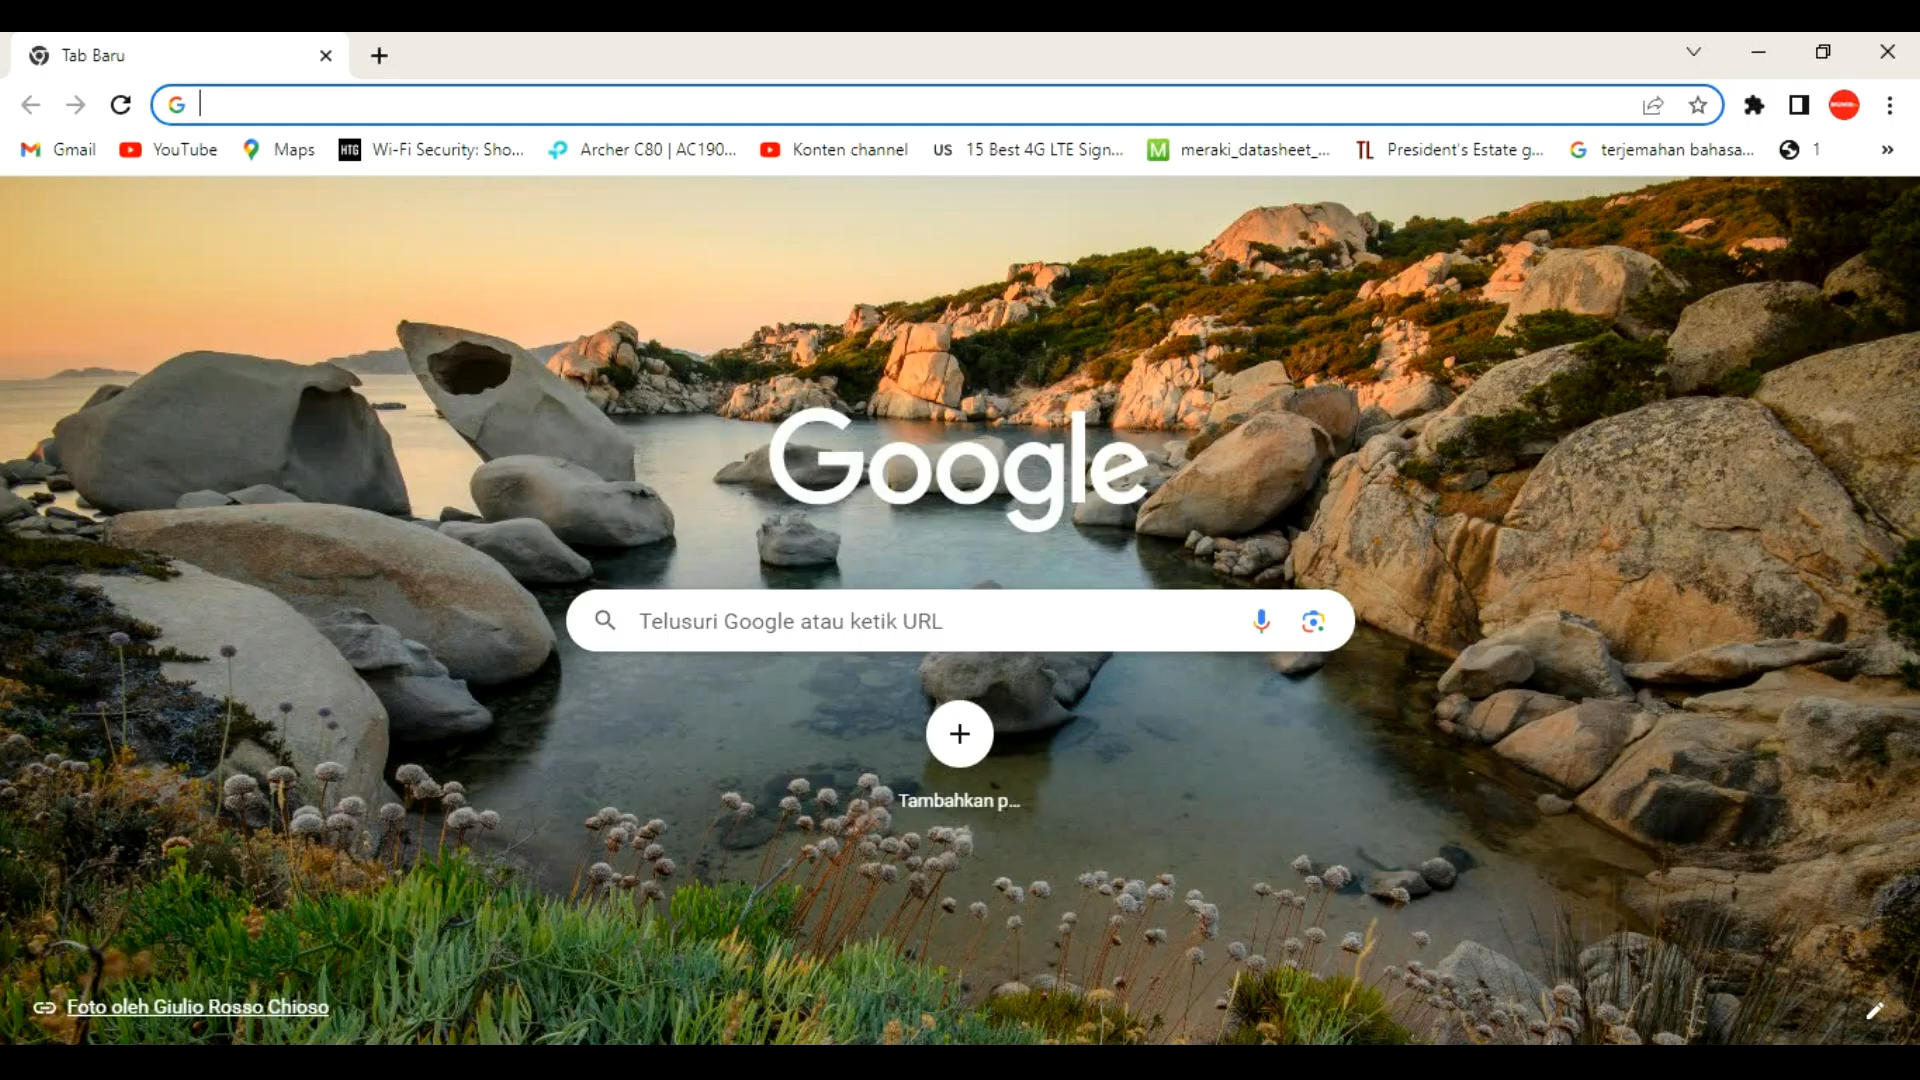 Tab Baru
Gmail YouTube Maps HTG Wi-Fi Security: Sho... Archer C80 | AC190... Konten channel US 15 Best 4G LTE Sign... M meraki_datasheet_... TL President's Estate g... terjemahan bahasa... 1 »
Google
Telusuri Google atau ketik URL
Tambahkan p...
Foto oleh Giulio Rosso Chioso